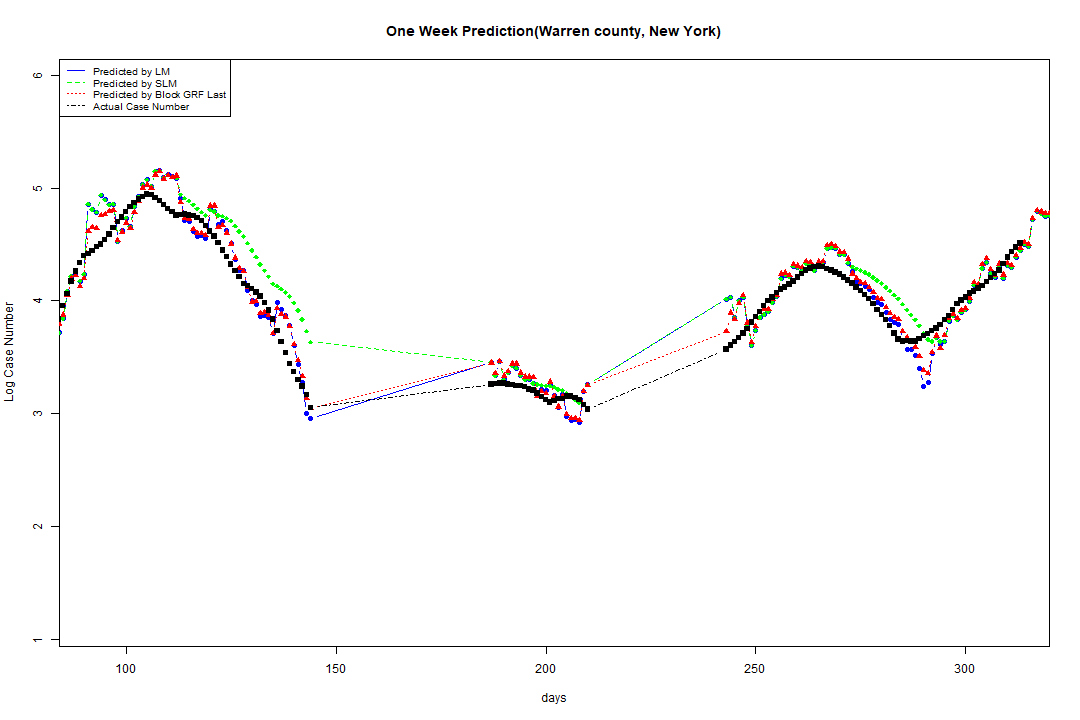 One Week Prediction(Warren county, New York)
Predicted by LM
Predicted by SLM
Predicted by Block GRF Last
Actual Case Number
6
5
4
3
2
1
Log Case Number
100 150 200 250 300
days